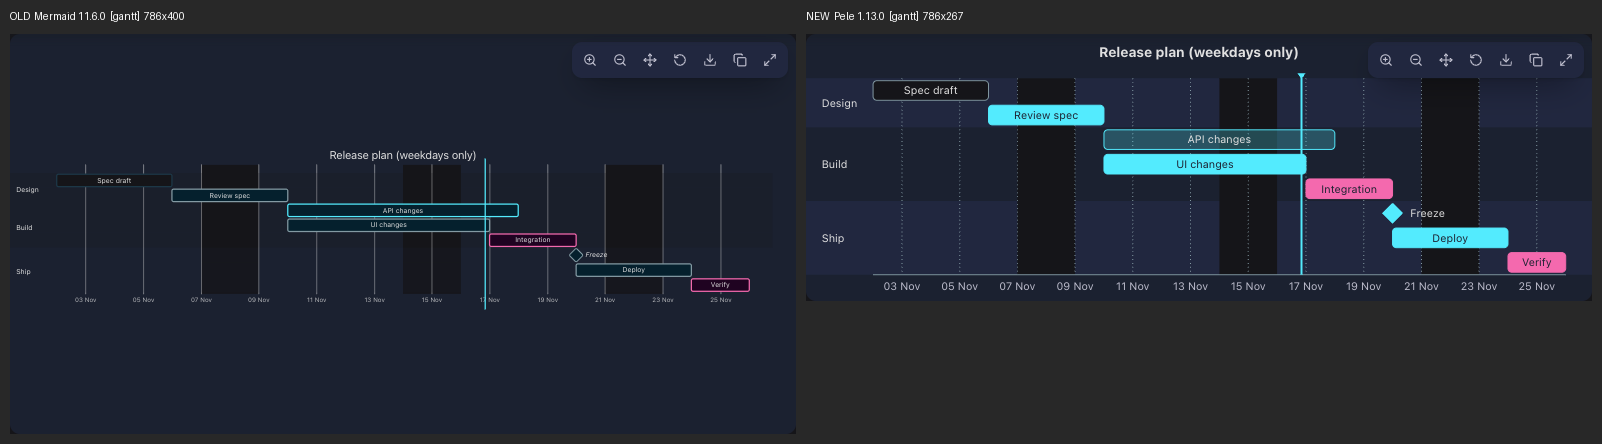 OLD Mermaid 11.6.0 [gantt] 786x400
Release plan (weekdays only)
Design
Spec draft
Review spec
Build
API changes
UI changes
Integration
Ship
Freeze
Deploy
Verify
03 Nov 05 Nov 07 Nov 09 Nov 11 Nov 13 Nov 15 Nov 17 Nov 19 Nov 21 Nov 23 Nov 25 Nov
NEW Pele 1.13.0 [gantt] 786x267
Release plan (weekdays only)
Design
Spec draft
Review spec
Build
API changes
UI changes
Integration
Ship
Freeze
Deploy
Verify
03 Nov 05 Nov 07 Nov 09 Nov 11 Nov 13 Nov 15 Nov 17 Nov 19 Nov 21 Nov 23 Nov 25 Nov